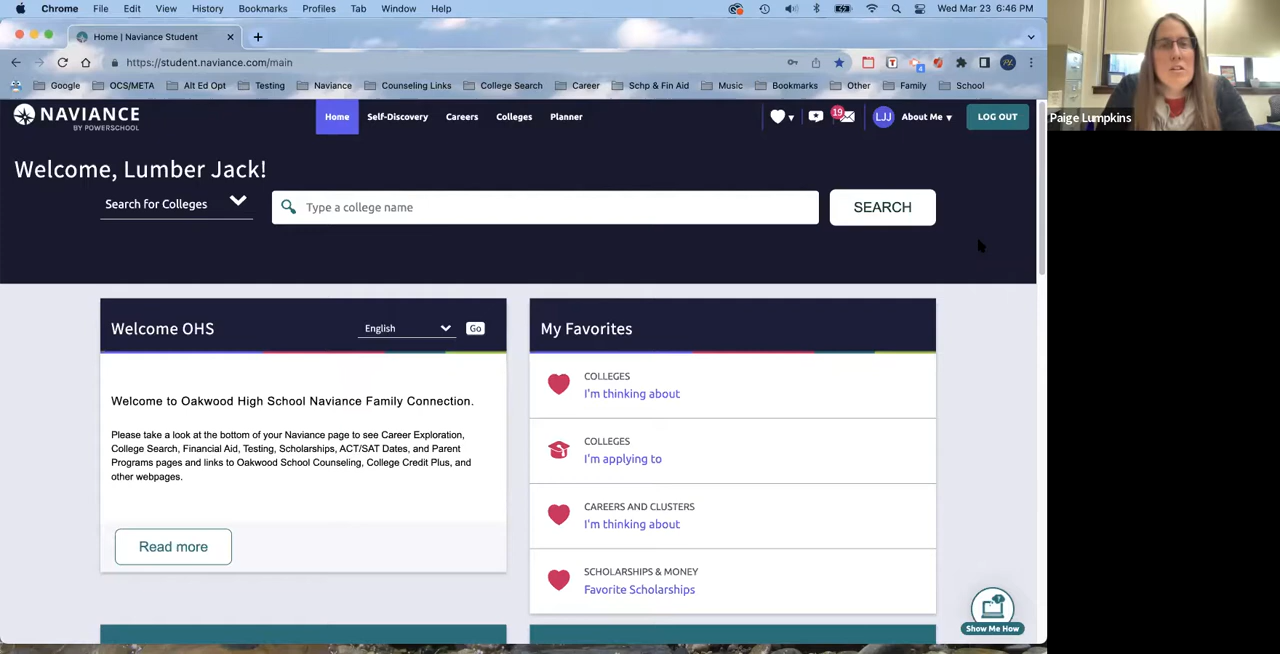 Chrome File Edit View History Bookmarks Profiles Tab Window Help
Wed Mar 23 6:46 PM
Home | Naviance Student
https://student.naviance.com/main
Google OCS/META Alt Ed Opt Testing Naviance Counseling Links College Search Career Schp & Fin Aid Music Bookmarks Other Family School
NAVIANCE
BY POWERSCHOOL
Home Self-Discovery Careers Colleges Planner
19
LJJ About Me LOG OUT
Paige Lumpkins
Welcome, Lumber Jack!
Search for Colleges
Type a college name
SEARCH
Welcome OHS
English
Go
Welcome to Oakwood High School Naviance Family Connection.
Please take a look at the bottom of your Naviance page to see Career Exploration,
College Search, Financial Aid, Testing, Scholarships, ACT/SAT Dates, and Parent
Programs pages and links to Oakwood School Counseling, College Credit Plus, and
other webpages.
Read more
My Favorites
COLLEGES
I'm thinking about
COLLEGES
I'm applying to
CAREERS AND CLUSTERS
I'm thinking about
SCHOLARSHIPS & MONEY
Favorite Scholarships
Show Me How